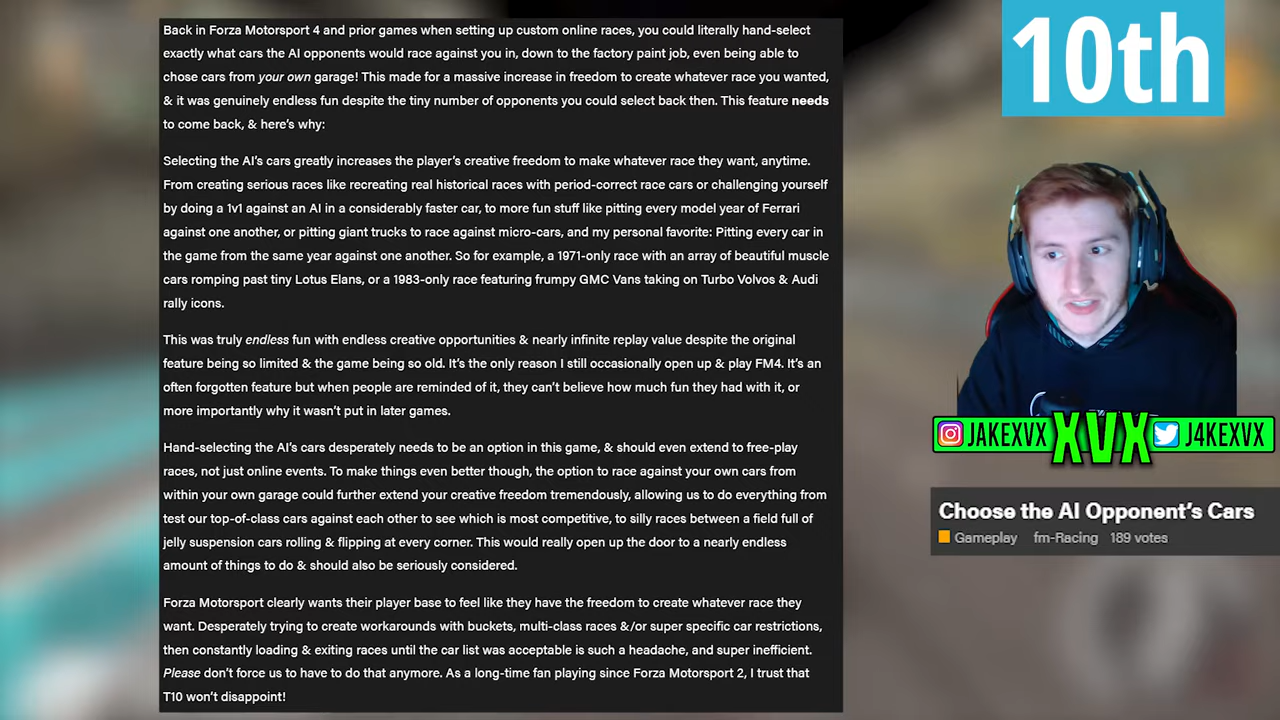 Back in Forza Motorsport 4 and prior games when setting up custom online races, you could literally hand-select
exactly what cars the AI opponents would race against you in, down to the factory paint job, even being able to
chose cars from your own garage! This made for a massive increase in freedom to create whatever race you wanted,
& it was genuinely endless fun despite the tiny number of opponents you could select back then. This feature needs
to come back, & here's why:
Selecting the AI's cars greatly increases the player's creative freedom to make whatever race they want, anytime.
From creating serious races like recreating real historical races with period-correct race cars or challenging yourself
by doing a 1v1 against an AI in a considerably faster car, to more fun stuff like pitting every model year of Ferrari
against one another, or pitting giant trucks to race against micro-cars, and my personal favorite: Pitting every car in
the game from the same year against one another. So for example, a 1971-only race with an array of beautiful muscle
cars romping past tiny Lotus Elans, or a 1983-only race featuring frumpy GMC Vans taking on Turbo Volvos & Audi
rally icons.
This was truly endless fun with endless creative opportunities & nearly infinite replay value despite the original
feature being so limited & the game being so old. It's the only reason I still occasionally open up & play FM4. It's an
often forgotten feature but when people are reminded of it, they can't believe how much fun they had with it, or
more importantly why it wasn't put in later games.
Hand-selecting the AI's cars desperately needs to be an option in this game, & should even extend to free-play
races, not just online events. To make things even better though, the option to race against your own cars from
within your own garage could further extend your creative freedom tremendously, allowing us to do everything from
test our top-of-class cars against each other to see which is most competitive, to silly races between a field full of
jelly suspension cars rolling & flipping at every corner. This would really open up the door to a nearly endless
amount of things to do & should also be seriously considered.
Forza Motorsport clearly wants their player base to feel like they have the freedom to create whatever race they
want. Desperately trying to create workarounds with buckets, multi-class races &/or super specific car restrictions,
then constantly loading & exiting races until the car list was acceptable is such a headache, and super inefficient.
Please don't force us to have to do that anymore. As a long-time fan playing since Forza Motorsport 2, I trust that
T10 won't disappoint!
10th
JAKEXVX XVX J4KEXVX
Choose the AI Opponent's Cars
Gameplay fm-Racing 189 votes